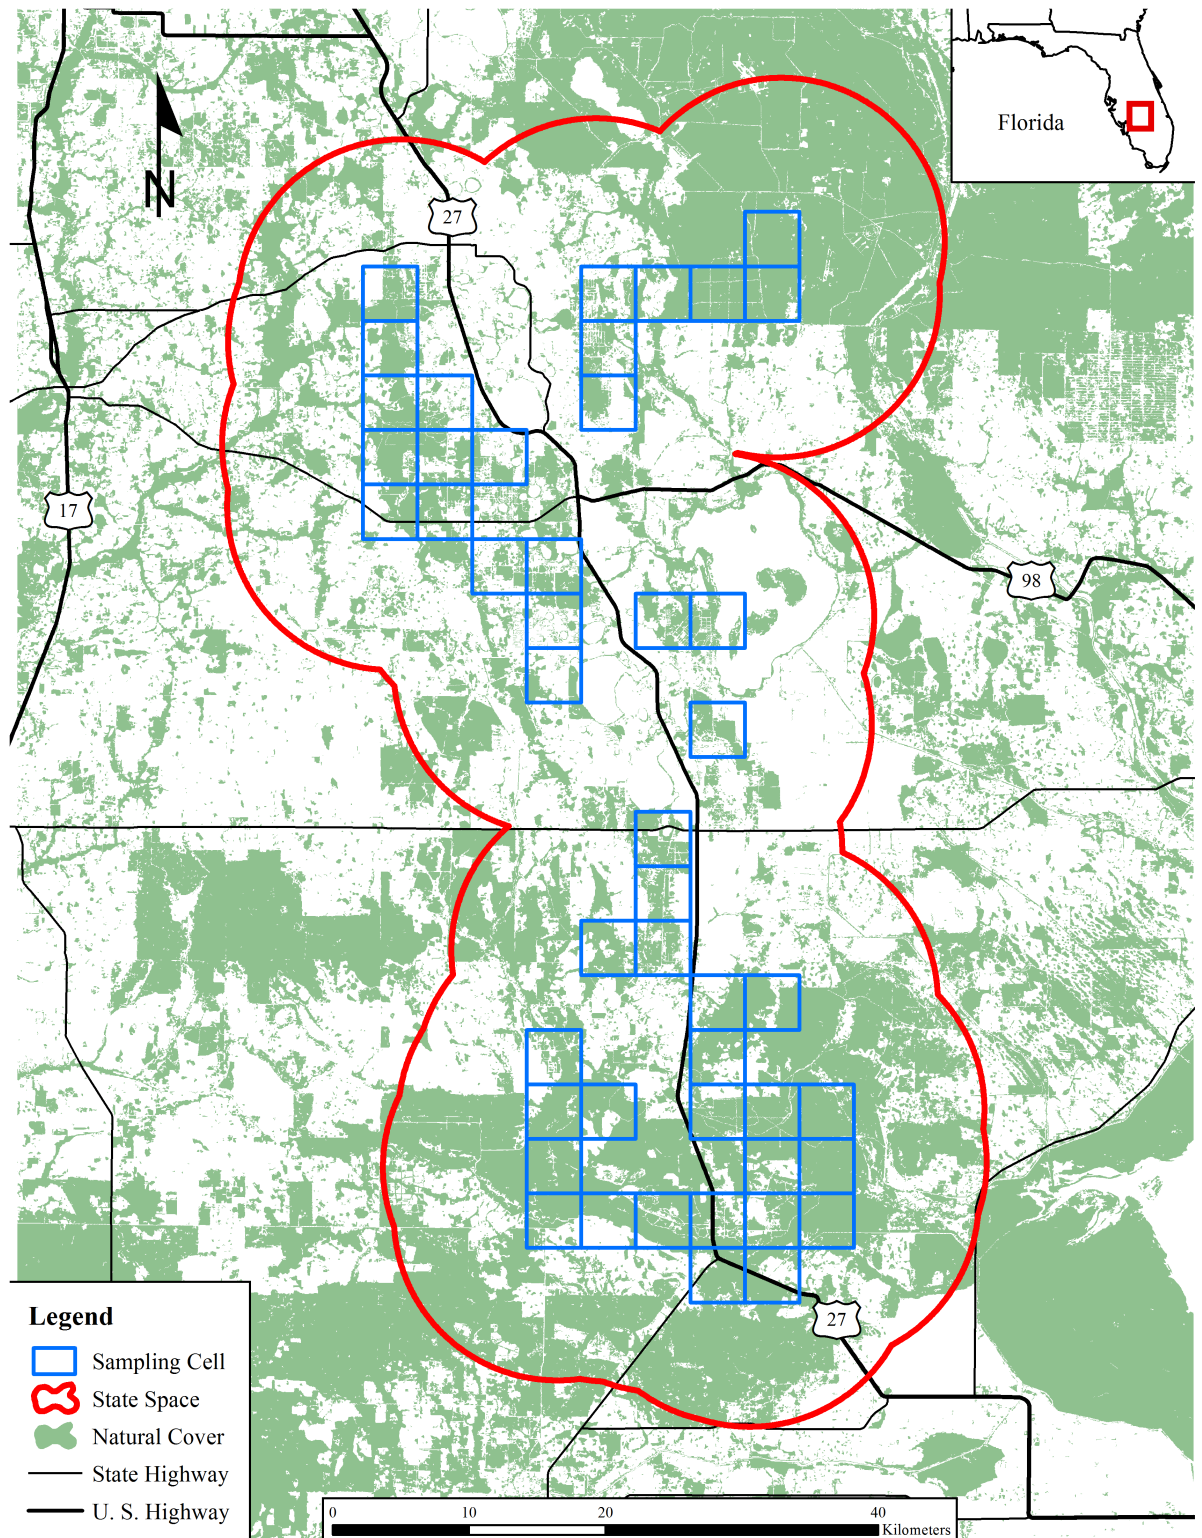 Florida
N
27
17
98
27
Legend
Sampling Cell
State Space
Natural Cover
State Highway
U. S. Highway
0 10 20 40
Kilometers